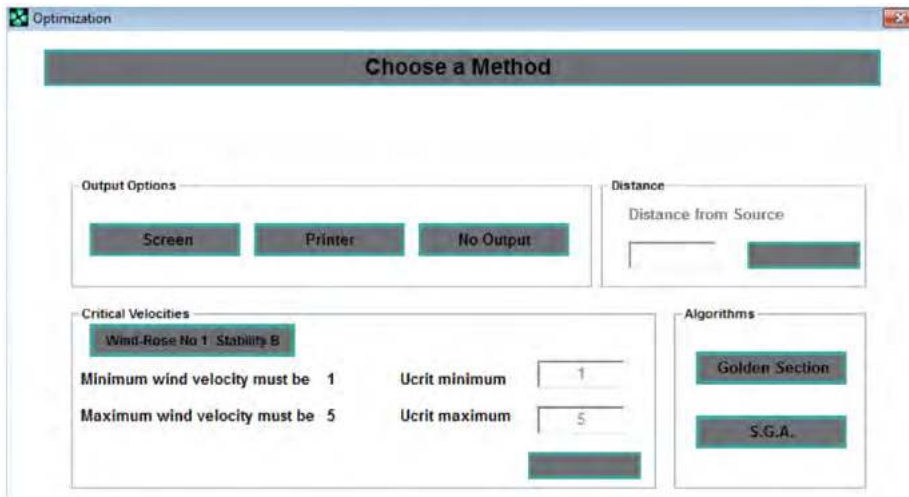 Optimization
Choose a Method
Output Options
Screen
Printer
No Output
Distance
Distance from Source
Critical Velocities
Wind-Rose No 1 Stability B
Minimum wind velocity must be 1
Ucrit minimum
1
Maximum wind velocity must be 5
Ucrit maximum
5
Algorithms
Golden Section
S.G.A.